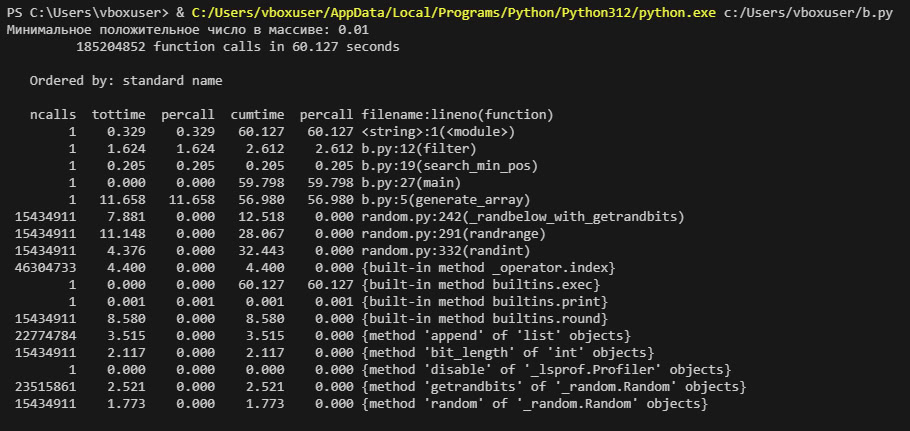 PS C:\Users\vboxuser> & C:/Users/vboxuser/AppData/Local/Programs/Python/Python312/python.exe c:/Users/vboxuser/b.py
Минимальное положительное число в массиве: 0.01
         185204852 function calls in 60.127 seconds

   Ordered by: standard name

   ncalls  tottime  percall  cumtime  percall filename:lineno(function)
        1    0.329    0.329   60.127   60.127 <string>:1(<module>)
        1    1.624    1.624    2.612    2.612 b.py:12(filter)
        1    0.205    0.205    0.205    0.205 b.py:19(search_min_pos)
        1    0.000    0.000   59.798   59.798 b.py:27(main)
        1   11.658   11.658   56.980   56.980 b.py:5(generate_array)
 15434911    7.881    0.000   12.518    0.000 random.py:242(_randbelow_with_getrandbits)
 15434911   11.148    0.000   28.067    0.000 random.py:291(randrange)
 15434911    4.376    0.000   32.443    0.000 random.py:332(randint)
 46304733    4.400    0.000    4.400    0.000 {built-in method _operator.index}
        1    0.000    0.000   60.127   60.127 {built-in method builtins.exec}
        1    0.001    0.001    0.001    0.001 {built-in method builtins.print}
 15434911    8.580    0.000    8.580    0.000 {built-in method builtins.round}
 22774784    3.515    0.000    3.515    0.000 {method 'append' of 'list' objects}
 15434911    2.117    0.000    2.117    0.000 {method 'bit_length' of 'int' objects}
        1    0.000    0.000    0.000    0.000 {method 'disable' of '_lsprof.Profiler' objects}
 23515861    2.521    0.000    2.521    0.000 {method 'getrandbits' of '_random.Random' objects}
 15434911    1.773    0.000    1.773    0.000 {method 'random' of '_random.Random' objects}